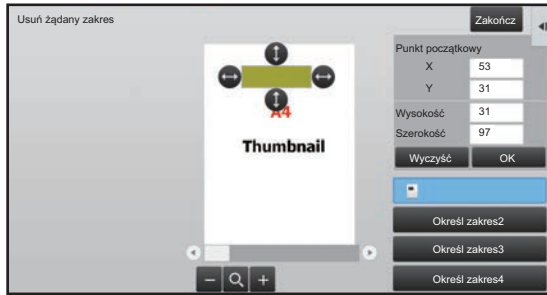 Usuń żądany zakres
Zakończ
Punkt początkowy
X 53
Y 31
Wysokość 31
Szerokość 97
Wyczyść OK
A4
Thumbnail
Określ zakres2
Określ zakres3
Określ zakres4